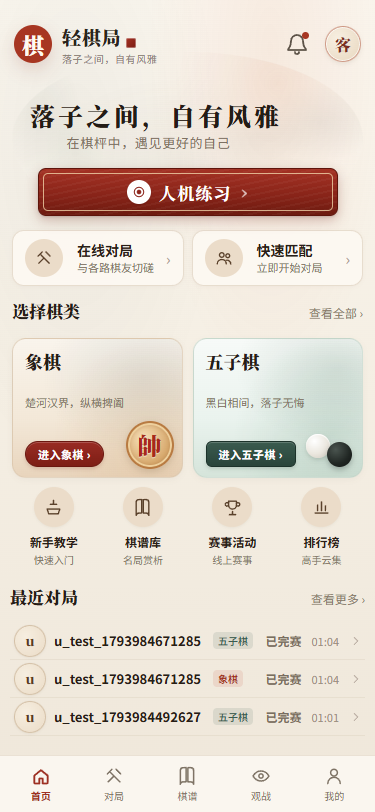 棋
轻棋局
落子之间，自有风雅
客
落子之间，自有风雅
在棋枰中，遇见更好的自己
人机练习 ›
在线对局
与各路棋友切磋
›
快速匹配
立即开始对局
›
选择棋类
查看全部 ›
象棋
楚河汉界，纵横捭阖
进入象棋 ›
帥
五子棋
黑白相间，落子无悔
进入五子棋 ›
新手教学
快速入门
棋谱库
名局赏析
赛事活动
线上赛事
排行榜
高手云集
最近对局
查看更多 ›
u u_test_1793984671285 五子棋 已完赛 01:04 ›
u u_test_1793984671285 象棋 已完赛 01:04 ›
u u_test_1793984492627 五子棋 已完赛 01:01 ›
首页 对局 棋谱 观战 我的